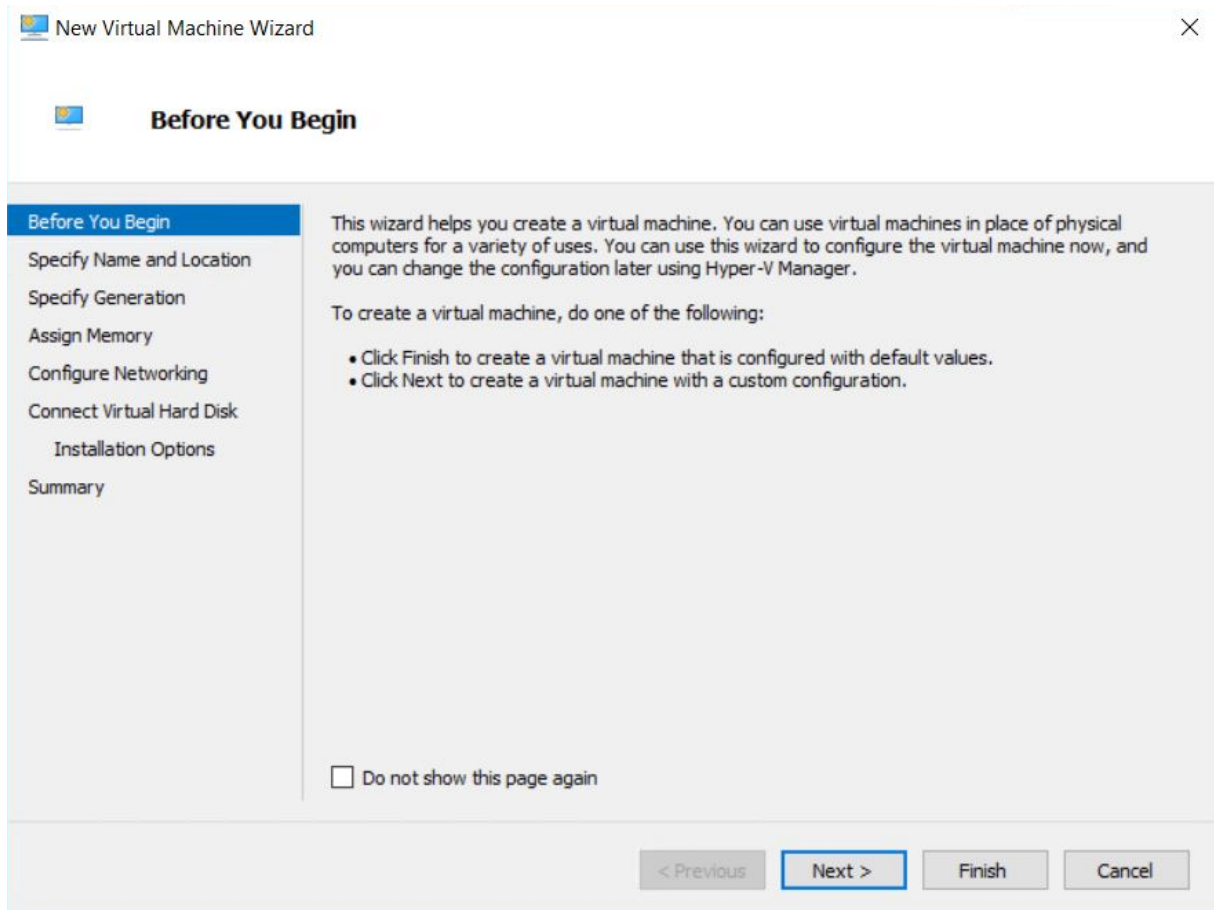 New Virtual Machine Wizard
Before You Begin
Before You Begin
Specify Name and Location
Specify Generation
Assign Memory
Configure Networking
Connect Virtual Hard Disk
Installation Options
Summary
This wizard helps you create a virtual machine. You can use virtual machines in place of physical
computers for a variety of uses. You can use this wizard to configure the virtual machine now, and
you can change the configuration later using Hyper-V Manager.
To create a virtual machine, do one of the following:
• Click Finish to create a virtual machine that is configured with default values.
• Click Next to create a virtual machine with a custom configuration.
Do not show this page again
< Previous
Next >
Finish
Cancel